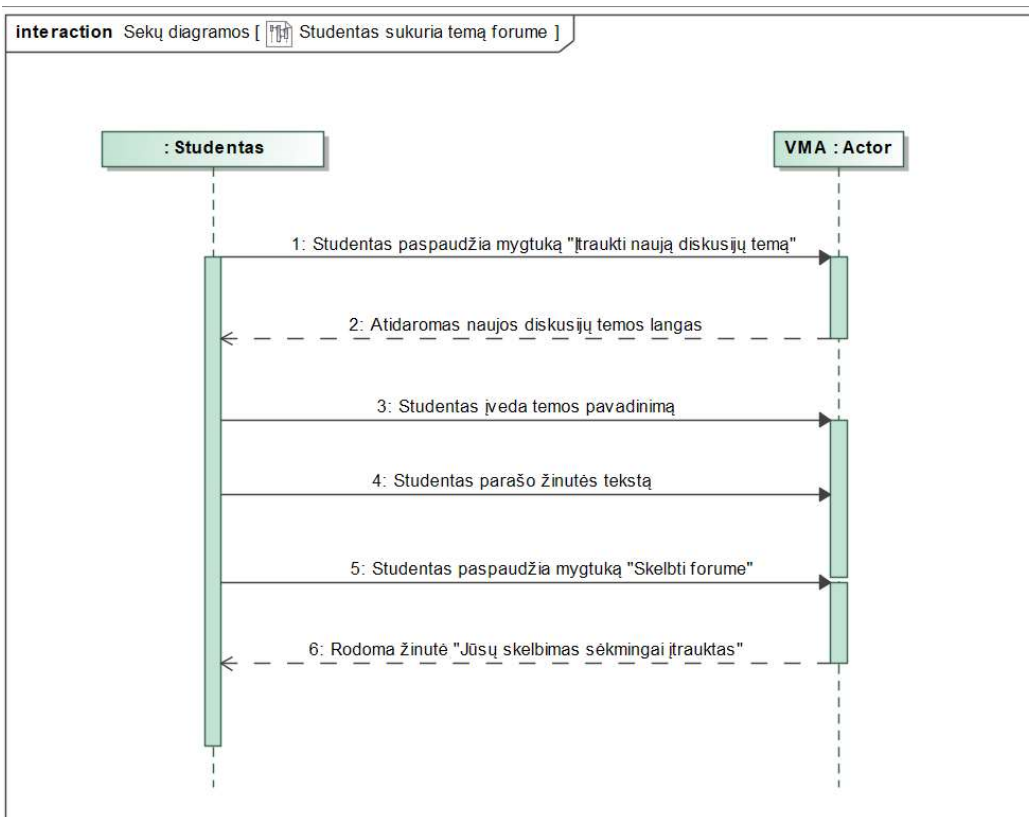 interaction Sekų diagramos [ Studentas sukuria temą forume ]
: Studentas
VMA : Actor
1: Studentas paspaudžia mygtuką "Įtraukti naują diskusijų temą"
2: Atidaromas naujos diskusijų temos langas
3: Studentas įveda temos pavadinimą
4: Studentas parašo žinutės tekstą
5: Studentas paspaudžia mygtuką "Skelbti forume"
6: Rodoma žinutė "Jūsų skelbimas sėkmingai įtrauktas"